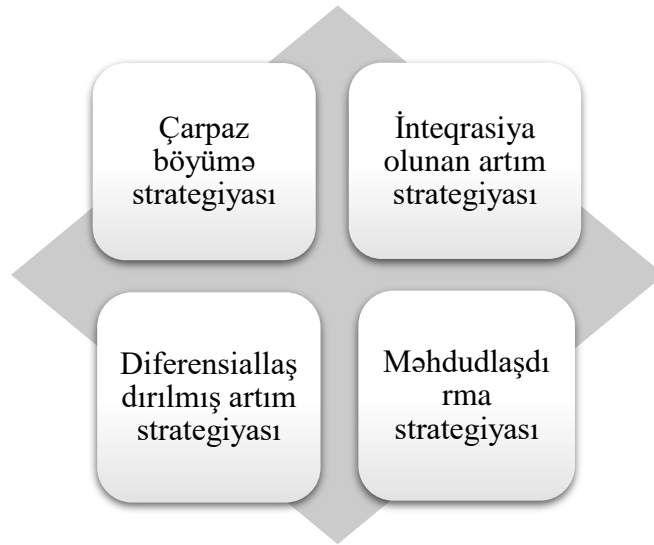 Çarpaz
böyümə
strategiyası
İnteqrasiya
olunan artım
strategiyası
Diferensiallaş
dırılmış artım
strategiyası
Məhdudlaşdı
rma
strategiyası